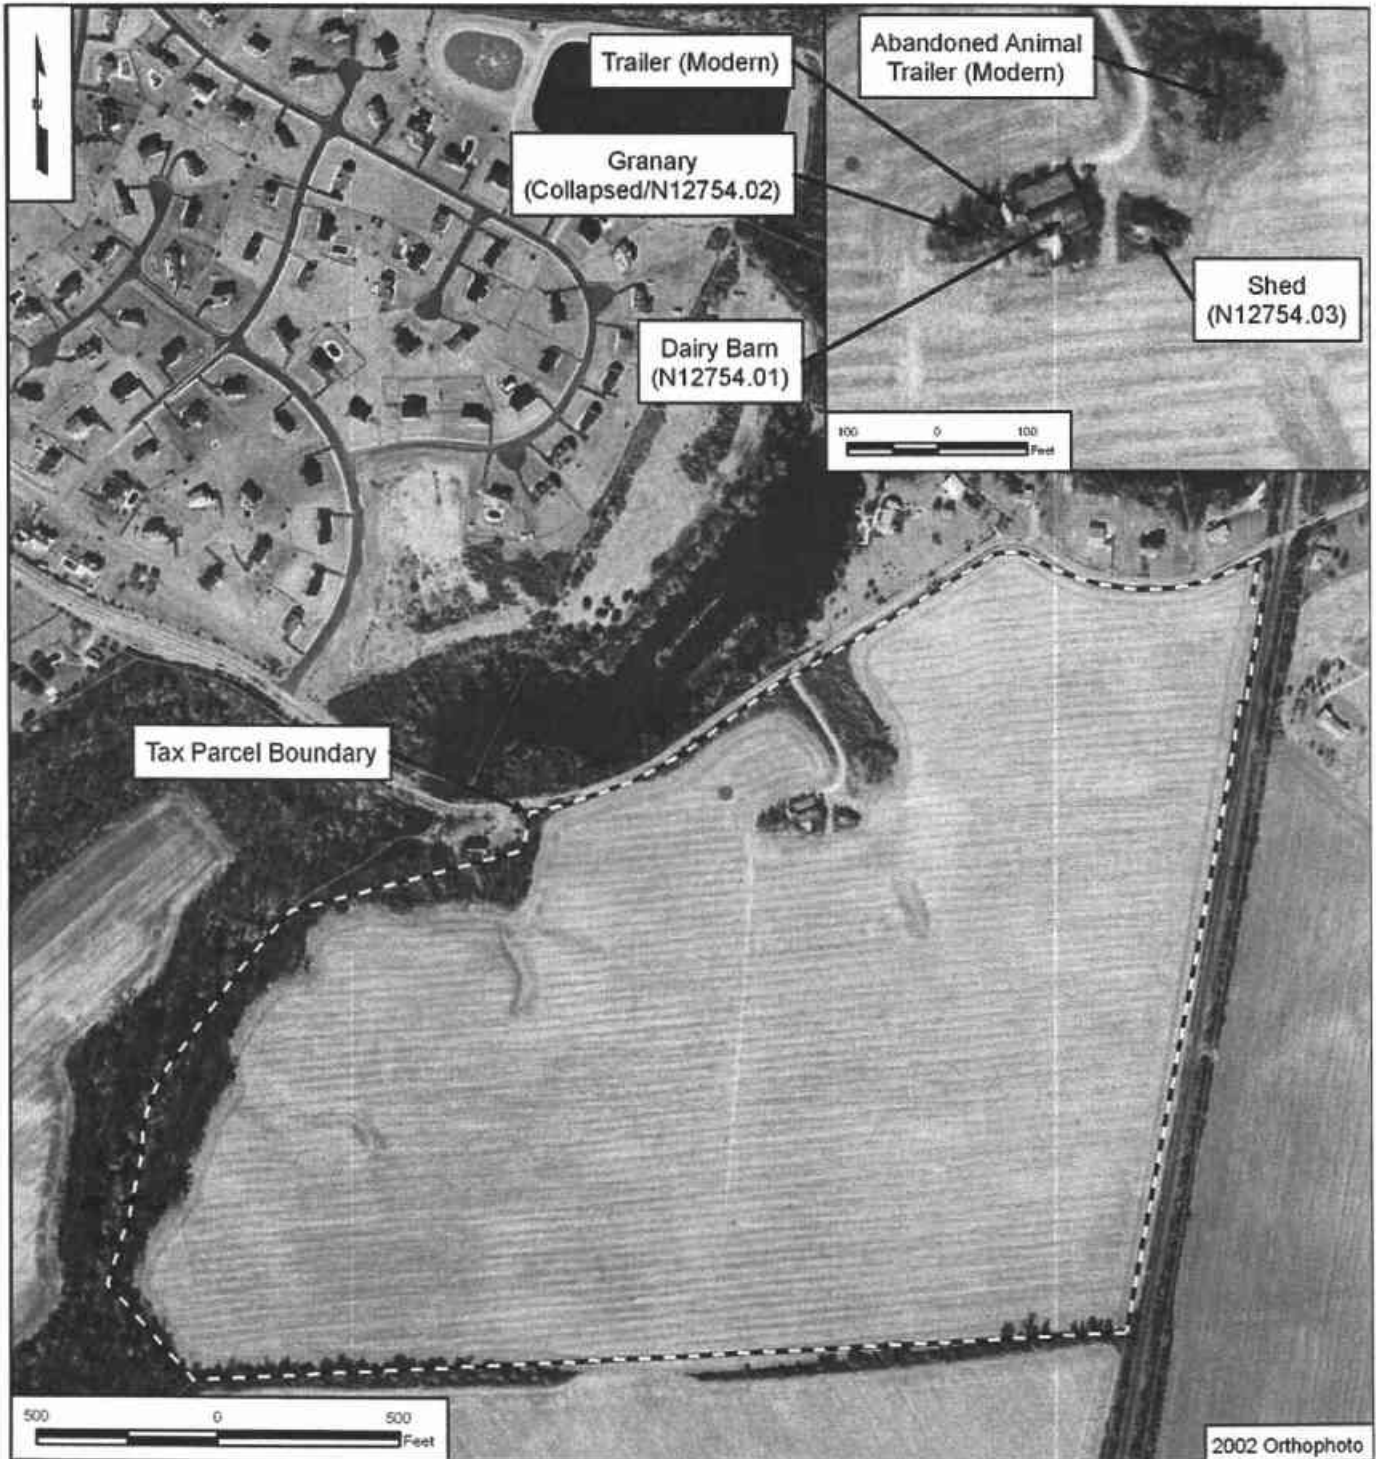 Trailer (Modern)
Abandoned Animal
Trailer (Modern)
Granary
(Collapsed/N12754.02)
Shed
(N12754.03)
Dairy Barn
(N12754.01)
100 0 100
Feet
Tax Parcel Boundary
500 0 500
Feet
2002 Orthophoto